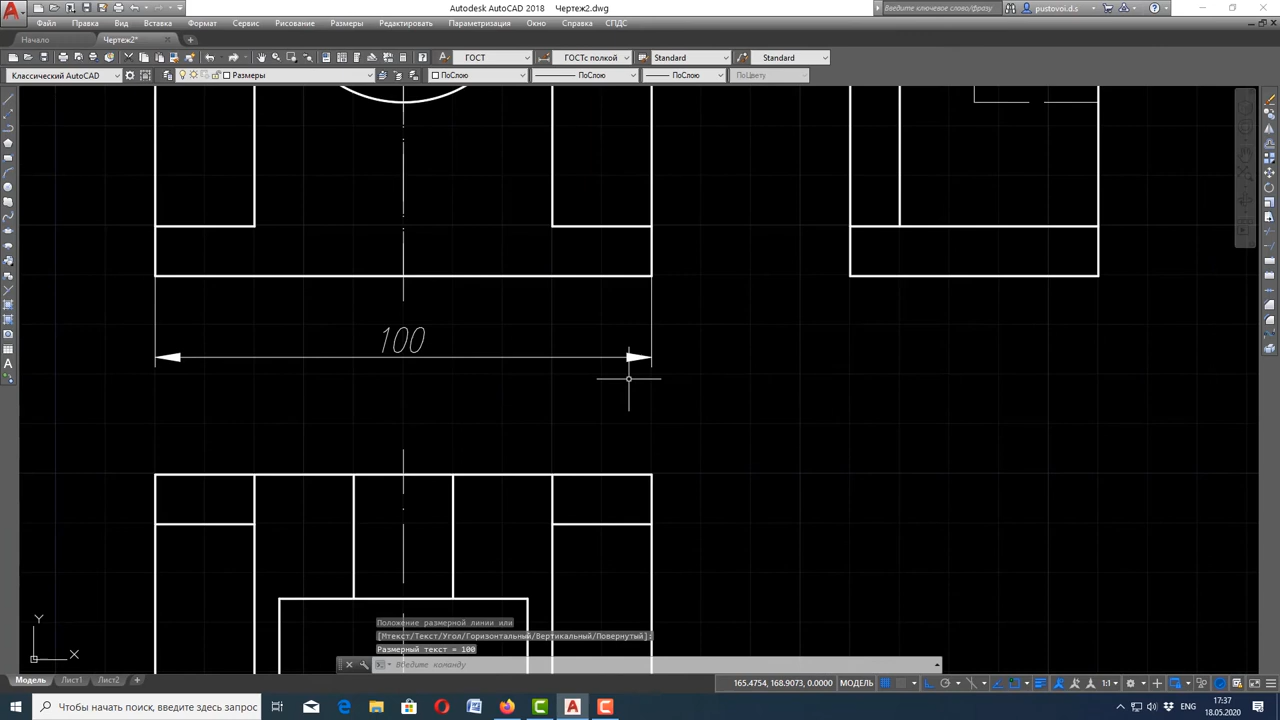 Autodesk AutoCAD 2018 Чертеж2.dwg
Введите ключевое слово/фразу
pustovoi.d.s
Файл Правка Вид Вставка Формат Сервис Рисование Размеры Редактировать Параметризация Окно Справка СПДС
Начало Чертеж2*
ГОСТ ГОСТс полкой Standard Standard
Классический AutoCAD Размеры ПоСлою ПоСлою ПоСлою ПоЦвету
100
Положение размерной линии или
[Мтекст/Текст/Угол/Горизонтальный/Вертикальный/Повернутый]:
Размерный текст = 100
Y
X
Введите команду
Модель Лист1 Лист2 +
165.4754, 168.9073, 0.0000 МОДЕЛЬ 1:1
Чтобы начать поиск, введите здесь запрос
ENG
17:37
18.05.2020